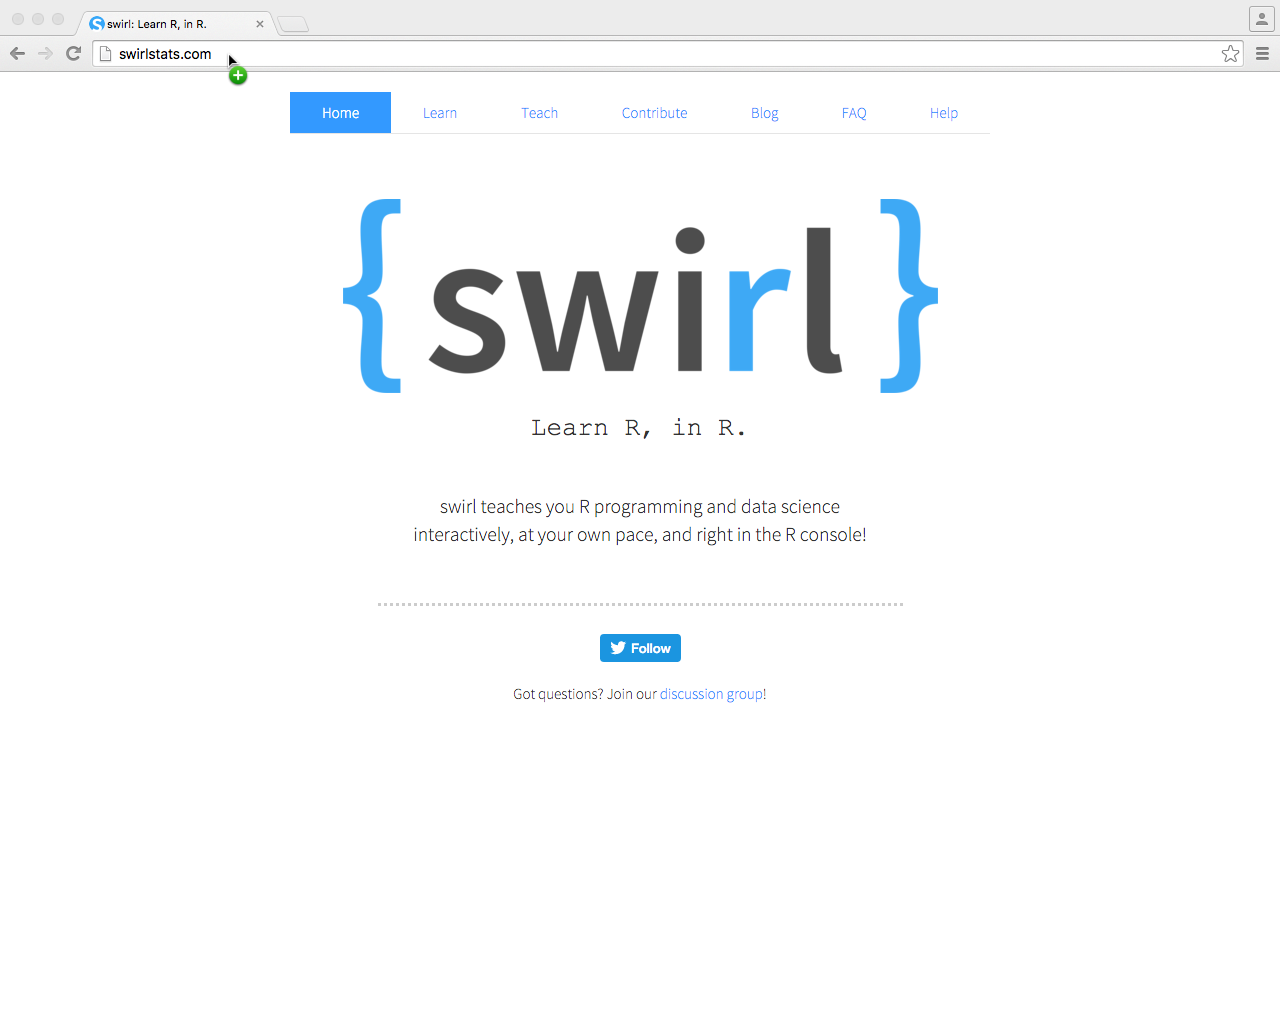 swirl: Learn R, in R.
swirlstats.com
Home Learn Teach Contribute Blog FAQ Help
{swirl}
Learn R, in R.
swirl teaches you R programming and data science
interactively, at your own pace, and right in the R console!
Follow
Got questions? Join our discussion group!